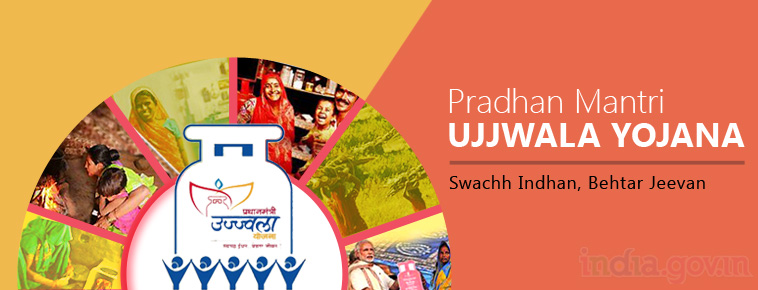 Pradhan Mantri
UJJWALA YOJANA
Swachh Indhan, Behtar Jeevan
प्रधानमंत्री
उज्ज्वला
योजना
india.gov.in